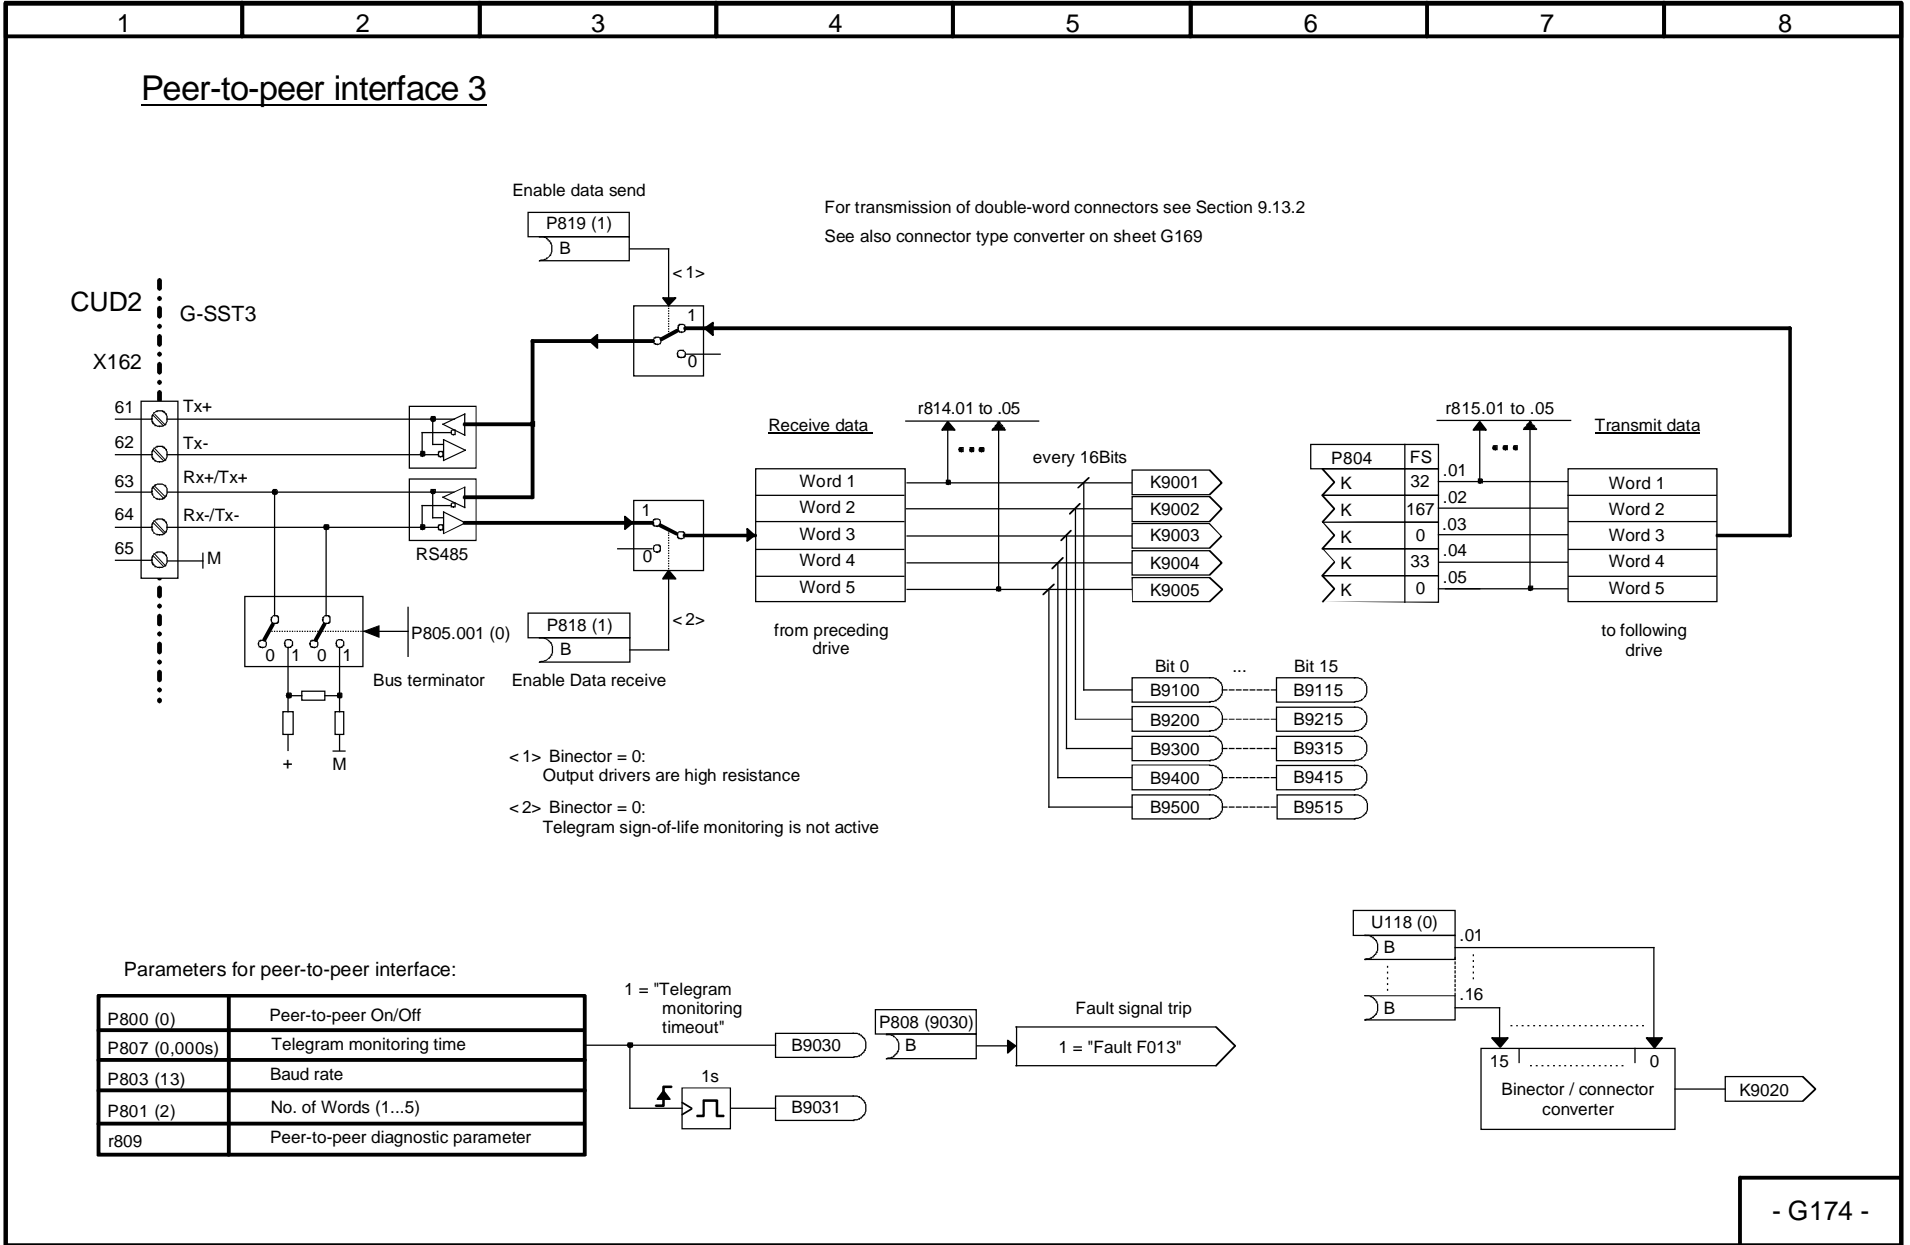 1 2 3 4 5 6 7 8
Peer-to-peer interface 3
Enable data send
P819 (1)
B
<1>
For transmission of double-word connectors see Section 9.13.2
See also connector type converter on sheet G169
CUD2
G-SST3
X162
1
0
61 Tx+
62 Tx-
63 Rx+/Tx+
64 Rx-/Tx-
65 M
RS485
1
0
Receive data
r814.01 to .05
every 16Bits
Word 1 K9001
Word 2 K9002
Word 3 K9003
Word 4 K9004
Word 5 K9005
from preceding
drive
r815.01 to .05
Transmit data
P804 FS
K 32 .01 Word 1
K 167 .02 Word 2
K 0 .03 Word 3
K 33 .04 Word 4
K 0 .05 Word 5
to following
drive
P805.001 (0)
0 1 0 1
Bus terminator
+ M
P818 (1)
B
<2>
Enable Data receive
Bit 0 ... Bit 15
B9100 B9115
B9200 B9215
B9300 B9315
B9400 B9415
B9500 B9515
<1> Binector = 0:
Output drivers are high resistance
<2> Binector = 0:
Telegram sign-of-life monitoring is not active
Parameters for peer-to-peer interface:
P800 (0) Peer-to-peer On/Off
P807 (0,000s) Telegram monitoring time
P803 (13) Baud rate
P801 (2) No. of Words (1...5)
r809 Peer-to-peer diagnostic parameter
1 = "Telegram
monitoring
timeout"
B9030
1s
B9031
P808 (9030)
B
Fault signal trip
1 = "Fault F013"
U118 (0)
B .01
B .16
15 0
Binector / connector
converter
K9020
- G174 -